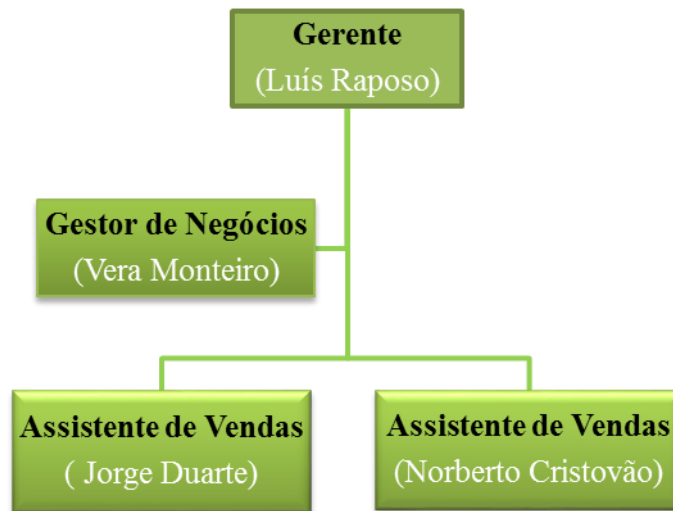 Gerente
(Luís Raposo)
Gestor de Negócios
(Vera Monteiro)
Assistente de Vendas
( Jorge Duarte)
Assistente de Vendas
(Norberto Cristovão)